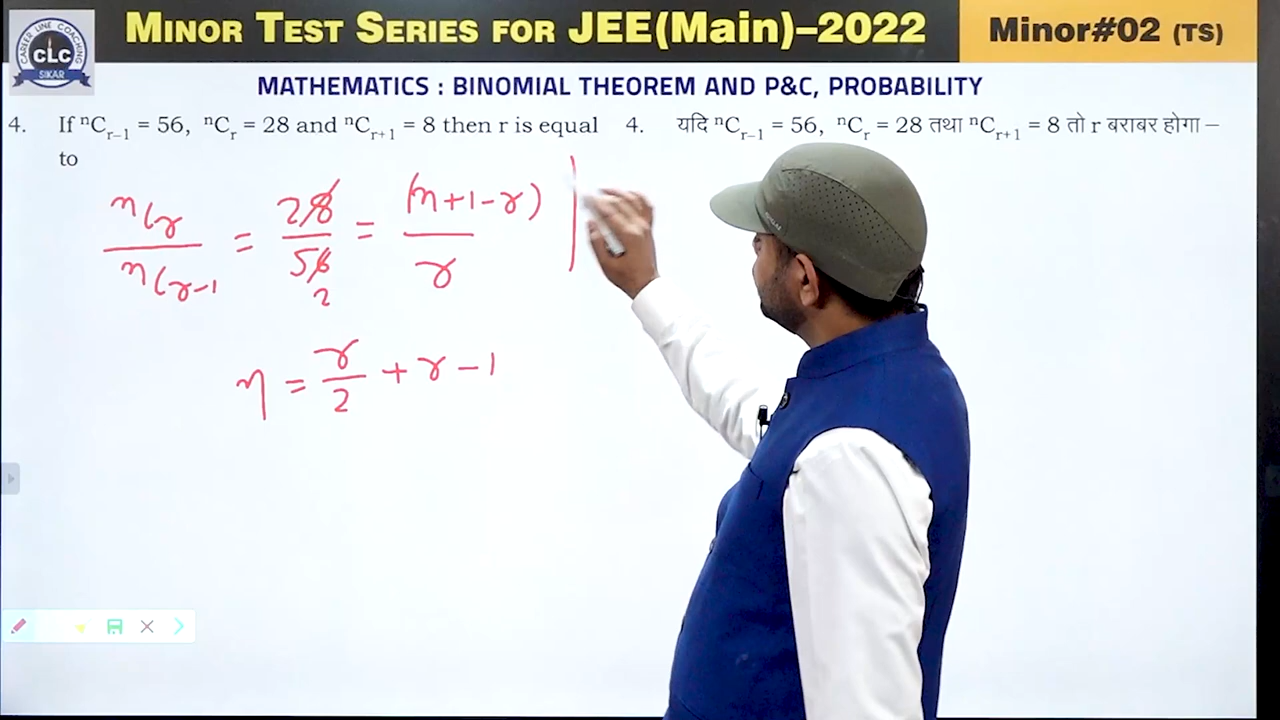 CAREER LINE COACHING
CLC
SIKAR
MINOR TEST SERIES FOR JEE(MAIN)–2022
Minor#02 (TS)
MATHEMATICS : BINOMIAL THEOREM AND P&C, PROBABILITY
4. If ⁿCᵣ₋₁ = 56, ⁿCᵣ = 28 and ⁿCᵣ₊₁ = 8 then r is equal
to
4. यदि ⁿCᵣ₋₁ = 56, ⁿCᵣ = 28 तथा ⁿCᵣ₊₁ = 8 तो r बराबर होगा –
ⁿCᵣ / ⁿCᵣ₋₁ = 28 / 56 = (n+1-r) / r
2
n = r/2 + r - 1